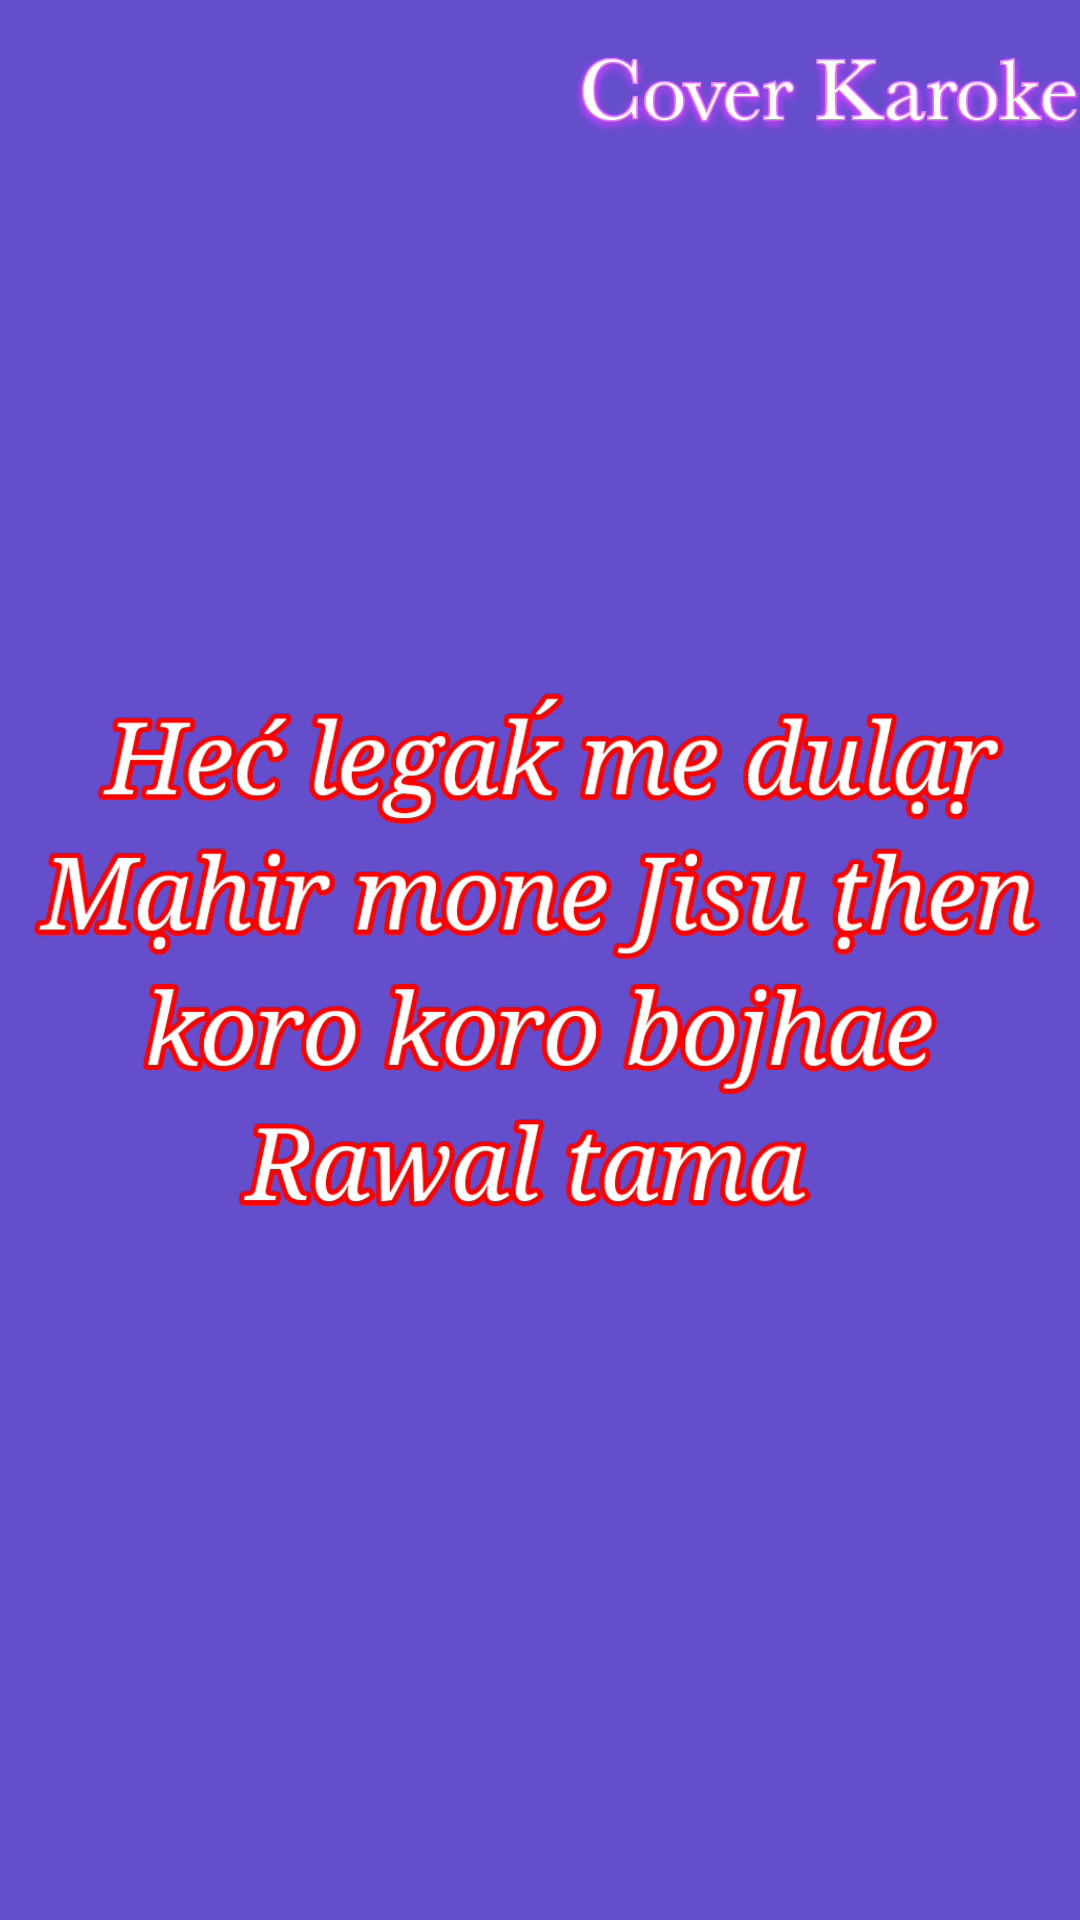 Cover Karoke
Heć legaḱ me dulạṛ
Mạhir mone Jisu ṭhen
koro koro bojhae
Rawal tama